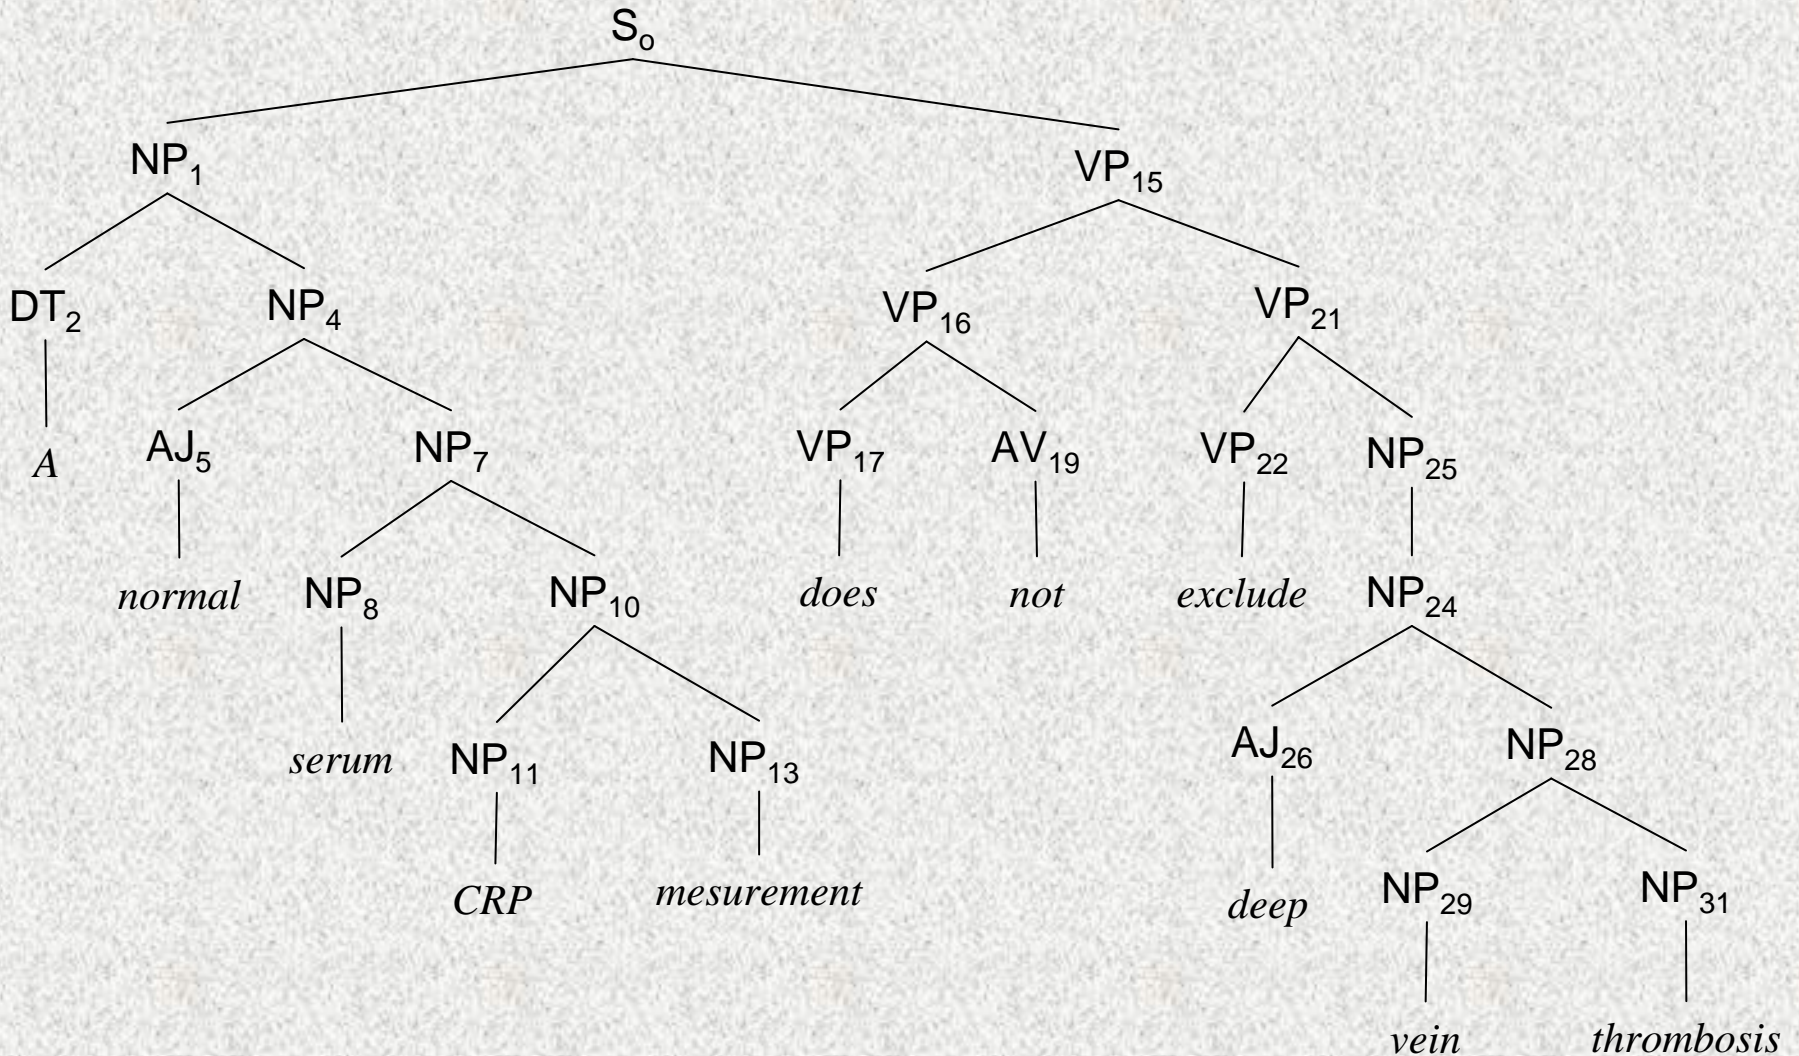 So
NP1 VP15
DT2 NP4 VP16 VP21
A AJ5 NP7 VP17 AV19 VP22 NP25
normal NP8 NP10 does not exclude NP24
serum NP11 NP13 AJ26 NP28
CRP mesurement deep NP29 NP31
vein thrombosis